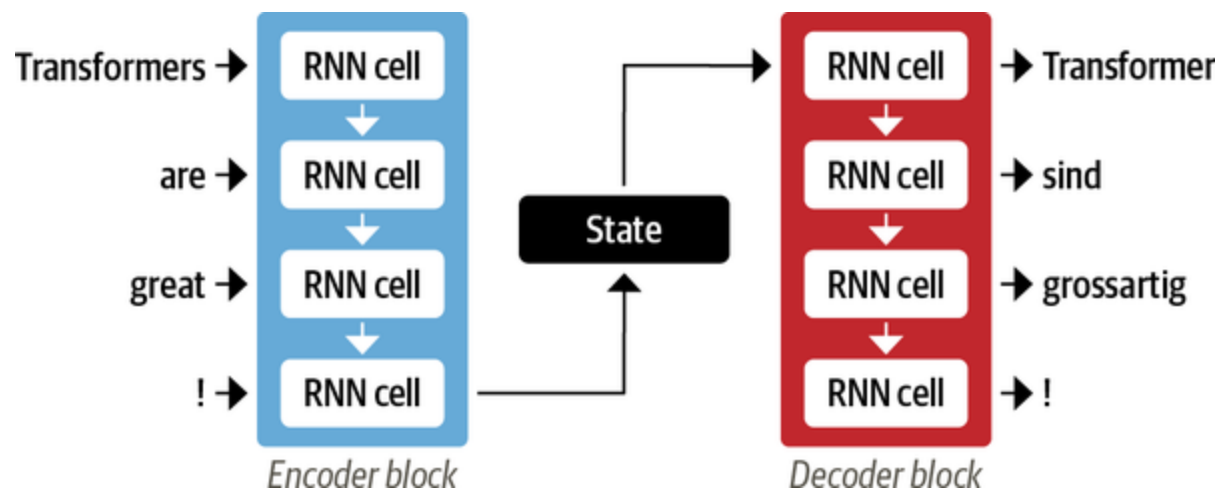 Transformers
RNN cell
RNN cell
Transformer
are
RNN cell
RNN cell
sind
State
great
RNN cell
RNN cell
grossartig
!
RNN cell
RNN cell
!
Encoder block
Decoder block